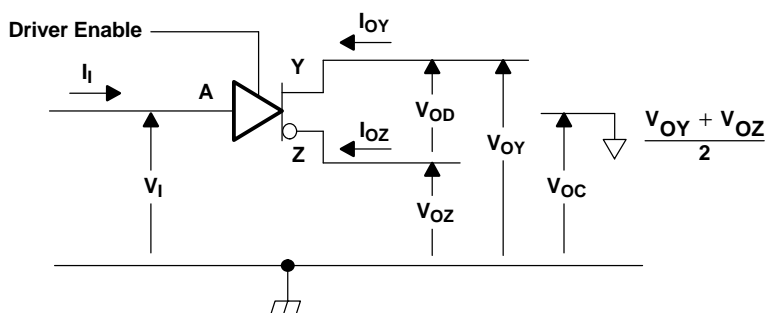 Driver Enable
I_OY
I_I
A
Y
V_OD
I_OZ
Z
V_OY
V_OY + V_OZ
2
V_I
V_OZ
V_OC